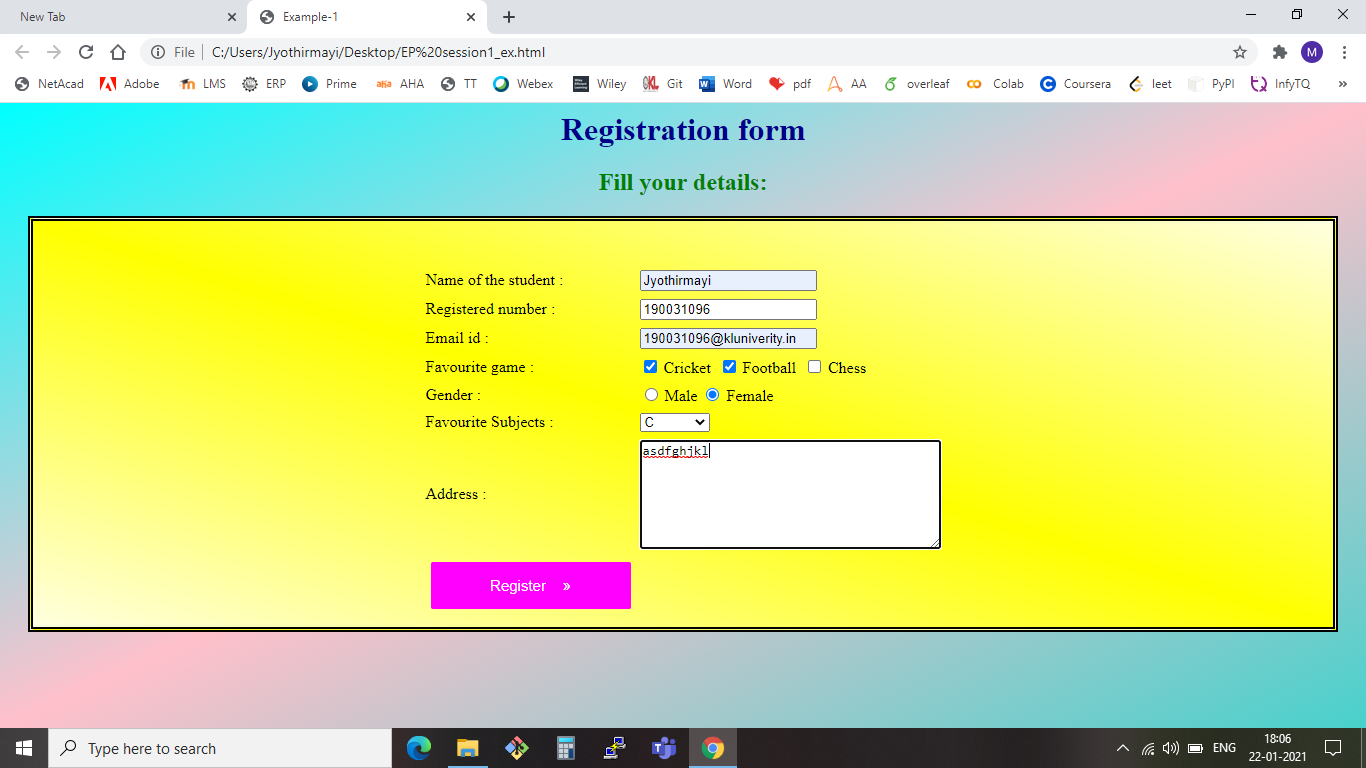 New Tab
Example-1
File
C:/Users/Jyothirmayi/Desktop/EP%20session1_ex.html
M
NetAcad Adobe LMS ERP Prime aha AHA TT Webex Wiley Git Word pdf AA overleaf Colab Coursera leet PyPI InfyTQ »
Registration form
Fill your details:
Name of the student : Jyothirmayi
Registered number : 190031096
Email id : 190031096@kluniverity.in
Favourite game : Cricket Football Chess
Gender : Male Female
Favourite Subjects : C
asdfghjkl
Address :
Register »
Type here to search
ENG
18:06
22-01-2021